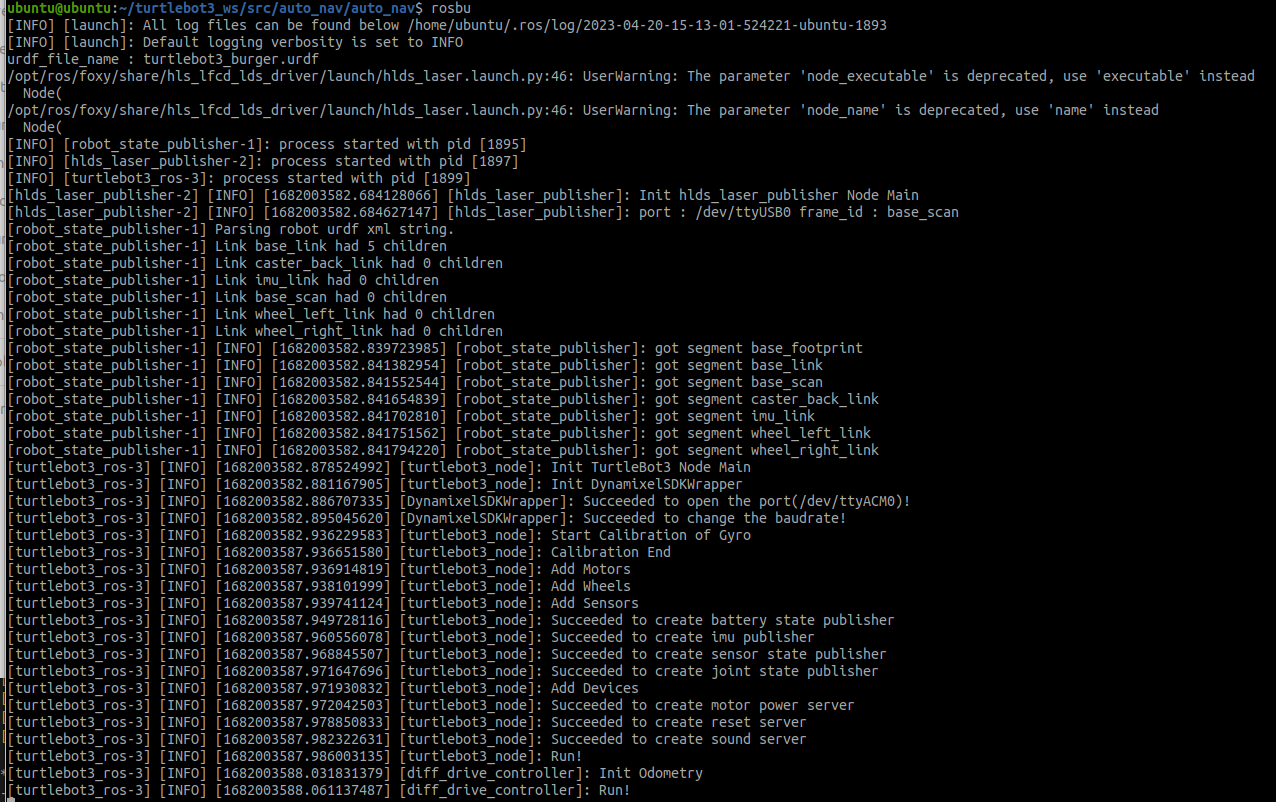 ubuntu@ubuntu:~/turtlebot3_ws/src/auto_nav/auto_nav$ rosbu
[INFO] [launch]: All log files can be found below /home/ubuntu/.ros/log/2023-04-20-15-13-01-524221-ubuntu-1893
[INFO] [launch]: Default logging verbosity is set to INFO
urdf_file_name : turtlebot3_burger.urdf
/opt/ros/foxy/share/hls_lfcd_lds_driver/launch/hlds_laser.launch.py:46: UserWarning: The parameter 'node_executable' is deprecated, use 'executable' instead
  Node(
/opt/ros/foxy/share/hls_lfcd_lds_driver/launch/hlds_laser.launch.py:46: UserWarning: The parameter 'node_name' is deprecated, use 'name' instead
  Node(
[INFO] [robot_state_publisher-1]: process started with pid [1895]
[INFO] [hlds_laser_publisher-2]: process started with pid [1897]
[INFO] [turtlebot3_ros-3]: process started with pid [1899]
[hlds_laser_publisher-2] [INFO] [1682003582.684128066] [hlds_laser_publisher]: Init hlds_laser_publisher Node Main
[hlds_laser_publisher-2] [INFO] [1682003582.684627147] [hlds_laser_publisher]: port : /dev/ttyUSB0 frame_id : base_scan
[robot_state_publisher-1] Parsing robot urdf xml string.
[robot_state_publisher-1] Link base_link had 5 children
[robot_state_publisher-1] Link caster_back_link had 0 children
[robot_state_publisher-1] Link imu_link had 0 children
[robot_state_publisher-1] Link base_scan had 0 children
[robot_state_publisher-1] Link wheel_left_link had 0 children
[robot_state_publisher-1] Link wheel_right_link had 0 children
[robot_state_publisher-1] [INFO] [1682003582.839723985] [robot_state_publisher]: got segment base_footprint
[robot_state_publisher-1] [INFO] [1682003582.841382954] [robot_state_publisher]: got segment base_link
[robot_state_publisher-1] [INFO] [1682003582.841552544] [robot_state_publisher]: got segment base_scan
[robot_state_publisher-1] [INFO] [1682003582.841654839] [robot_state_publisher]: got segment caster_back_link
[robot_state_publisher-1] [INFO] [1682003582.841702810] [robot_state_publisher]: got segment imu_link
[robot_state_publisher-1] [INFO] [1682003582.841751562] [robot_state_publisher]: got segment wheel_left_link
[robot_state_publisher-1] [INFO] [1682003582.841794220] [robot_state_publisher]: got segment wheel_right_link
[turtlebot3_ros-3] [INFO] [1682003582.878524992] [turtlebot3_node]: Init TurtleBot3 Node Main
[turtlebot3_ros-3] [INFO] [1682003582.881167905] [turtlebot3_node]: Init DynamixelSDKWrapper
[turtlebot3_ros-3] [INFO] [1682003582.886707335] [DynamixelSDKWrapper]: Succeeded to open the port(/dev/ttyACM0)!
[turtlebot3_ros-3] [INFO] [1682003582.895045620] [DynamixelSDKWrapper]: Succeeded to change the baudrate!
[turtlebot3_ros-3] [INFO] [1682003582.936229583] [turtlebot3_node]: Start Calibration of Gyro
[turtlebot3_ros-3] [INFO] [1682003587.936651580] [turtlebot3_node]: Calibration End
[turtlebot3_ros-3] [INFO] [1682003587.936914819] [turtlebot3_node]: Add Motors
[turtlebot3_ros-3] [INFO] [1682003587.938101999] [turtlebot3_node]: Add Wheels
[turtlebot3_ros-3] [INFO] [1682003587.939741124] [turtlebot3_node]: Add Sensors
[turtlebot3_ros-3] [INFO] [1682003587.949728116] [turtlebot3_node]: Succeeded to create battery state publisher
[turtlebot3_ros-3] [INFO] [1682003587.960556078] [turtlebot3_node]: Succeeded to create imu publisher
[turtlebot3_ros-3] [INFO] [1682003587.968845507] [turtlebot3_node]: Succeeded to create sensor state publisher
[turtlebot3_ros-3] [INFO] [1682003587.971647696] [turtlebot3_node]: Succeeded to create joint state publisher
[turtlebot3_ros-3] [INFO] [1682003587.971930832] [turtlebot3_node]: Add Devices
[turtlebot3_ros-3] [INFO] [1682003587.972042503] [turtlebot3_node]: Succeeded to create motor power server
[turtlebot3_ros-3] [INFO] [1682003587.978850833] [turtlebot3_node]: Succeeded to create reset server
[turtlebot3_ros-3] [INFO] [1682003587.982322631] [turtlebot3_node]: Succeeded to create sound server
[turtlebot3_ros-3] [INFO] [1682003587.986003135] [turtlebot3_node]: Run!
[turtlebot3_ros-3] [INFO] [1682003588.031831379] [diff_drive_controller]: Init Odometry
[turtlebot3_ros-3] [INFO] [1682003588.061137487] [diff_drive_controller]: Run!